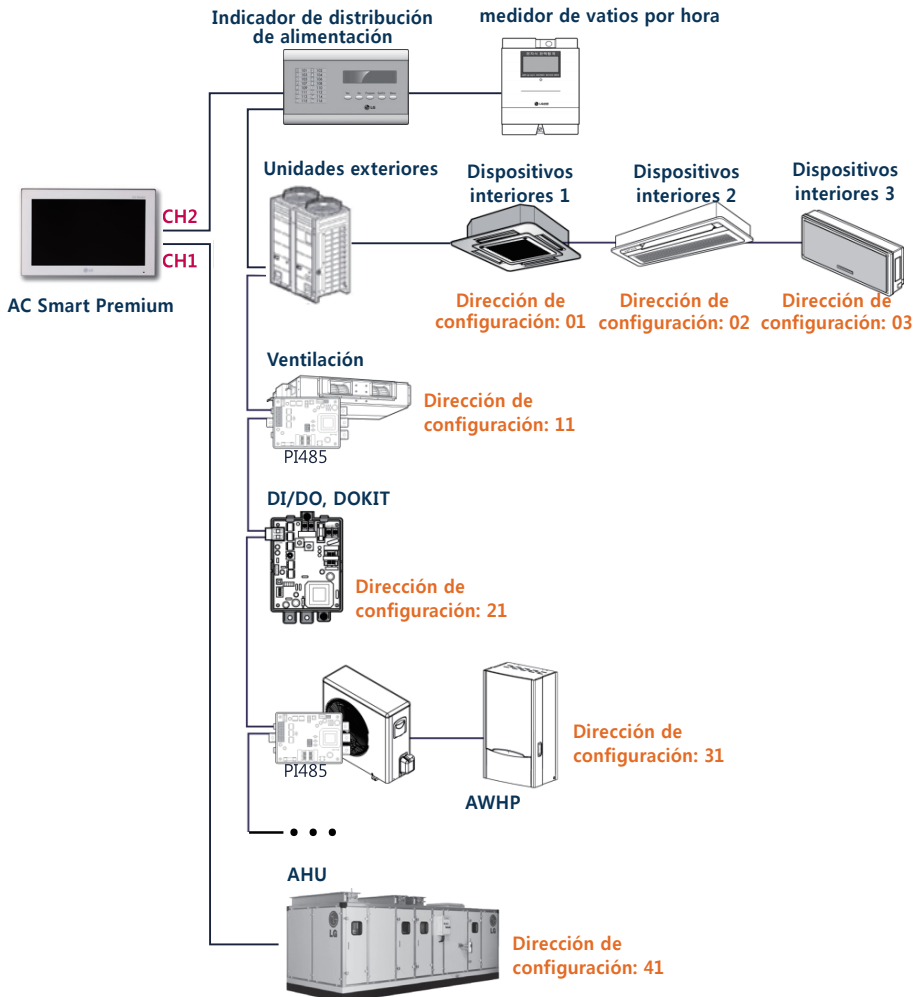 Indicador de distribución
de alimentación
medidor de vatios por hora
LG
Unidades exteriores
Dispositivos
interiores 1
Dispositivos
interiores 2
Dispositivos
interiores 3
CH2
CH1
AC Smart Premium
Dirección de
configuración: 01
Dirección de
configuración: 02
Dirección de
configuración: 03
Ventilación
Dirección de
configuración: 11
PI485
DI/DO, DOKIT
Dirección de
configuración: 21
PI485
Dirección de
configuración: 31
AWHP
AHU
LG
LG
Dirección de
configuración: 41